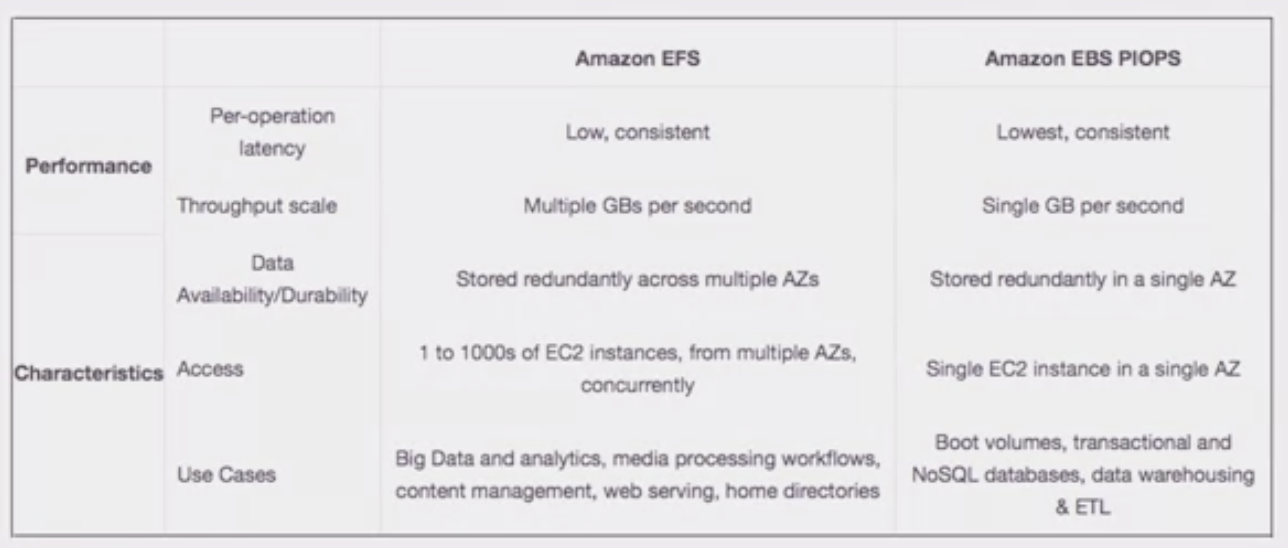 Amazon EFS
Amazon EBS PIOPS
Performance
Per-operation
latency
Low, consistent
Lowest, consistent
Throughput scale
Multiple GBs per second
Single GB per second
Characteristics
Data
Availability/Durability
Stored redundantly across multiple AZs
Stored redundantly in a single AZ
Access
1 to 1000s of EC2 instances, from multiple AZs,
concurrently
Single EC2 instance in a single AZ
Use Cases
Big Data and analytics, media processing workflows,
content management, web serving, home directories
Boot volumes, transactional and
NoSQL databases, data warehousing
& ETL